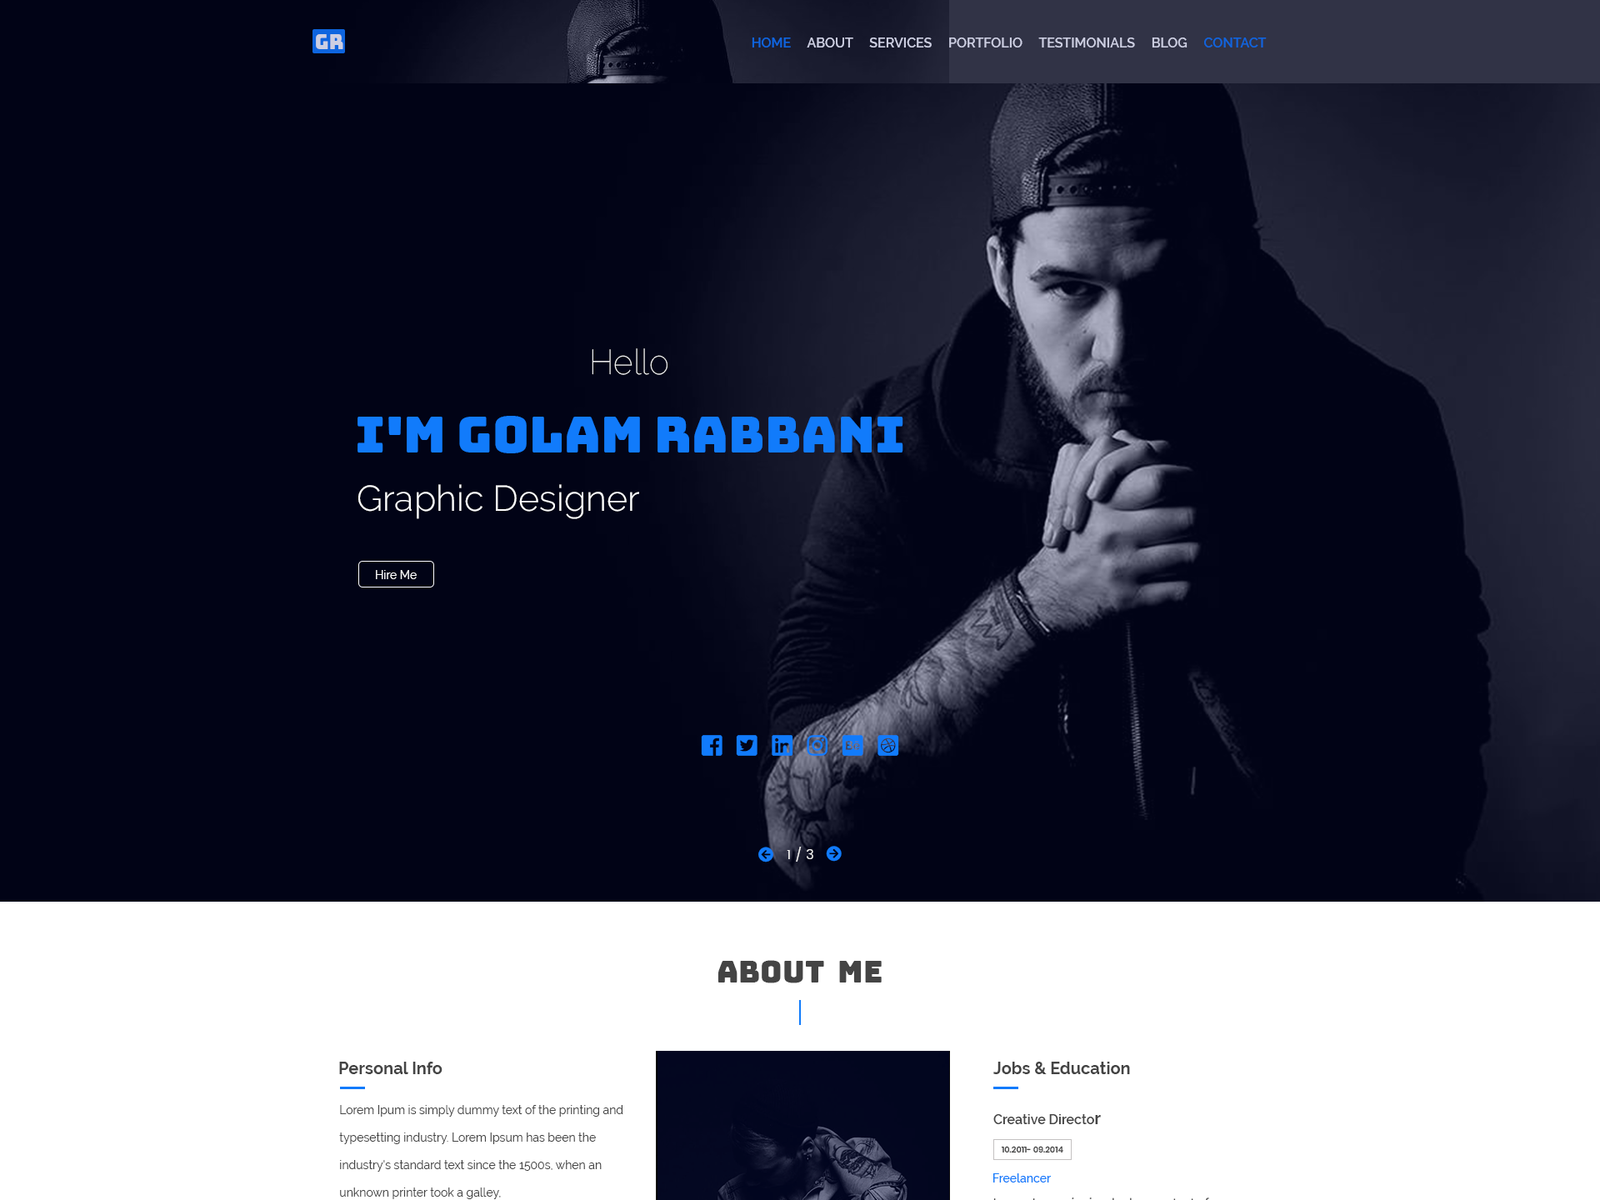 GR
HOME ABOUT SERVICES PORTFOLIO TESTIMONIALS BLOG CONTACT
Hello
I'M GOLAM RABBANI
Graphic Designer
Hire Me
1 / 3
ABOUT ME
Personal Info
Lorem Ipum is simply dummy text of the printing and
typesetting industry. Lorem Ipsum has been the
industry's standard text since the 1500s, when an
unknown printer took a galley,
Jobs & Education
Creative Director
10.2011- 09.2014
Freelancer